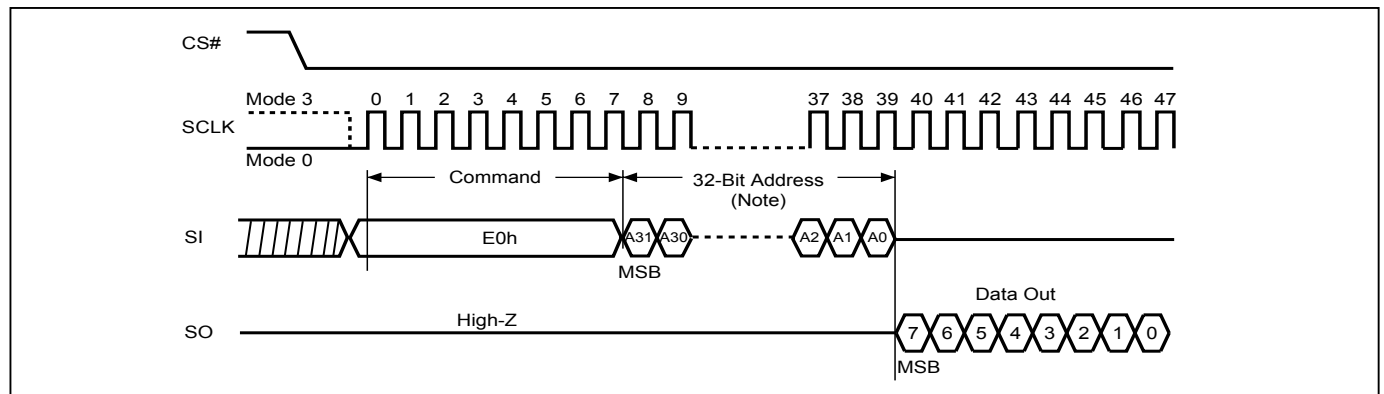 CS#
Mode 3 0 1 2 3 4 5 6 7 8 9 37 38 39 40 41 42 43 44 45 46 47
SCLK
Mode 0
Command 32-Bit Address
(Note)
SI E0h A31 A30 A2 A1 A0
MSB
Data Out
SO High-Z 7 6 5 4 3 2 1 0
MSB